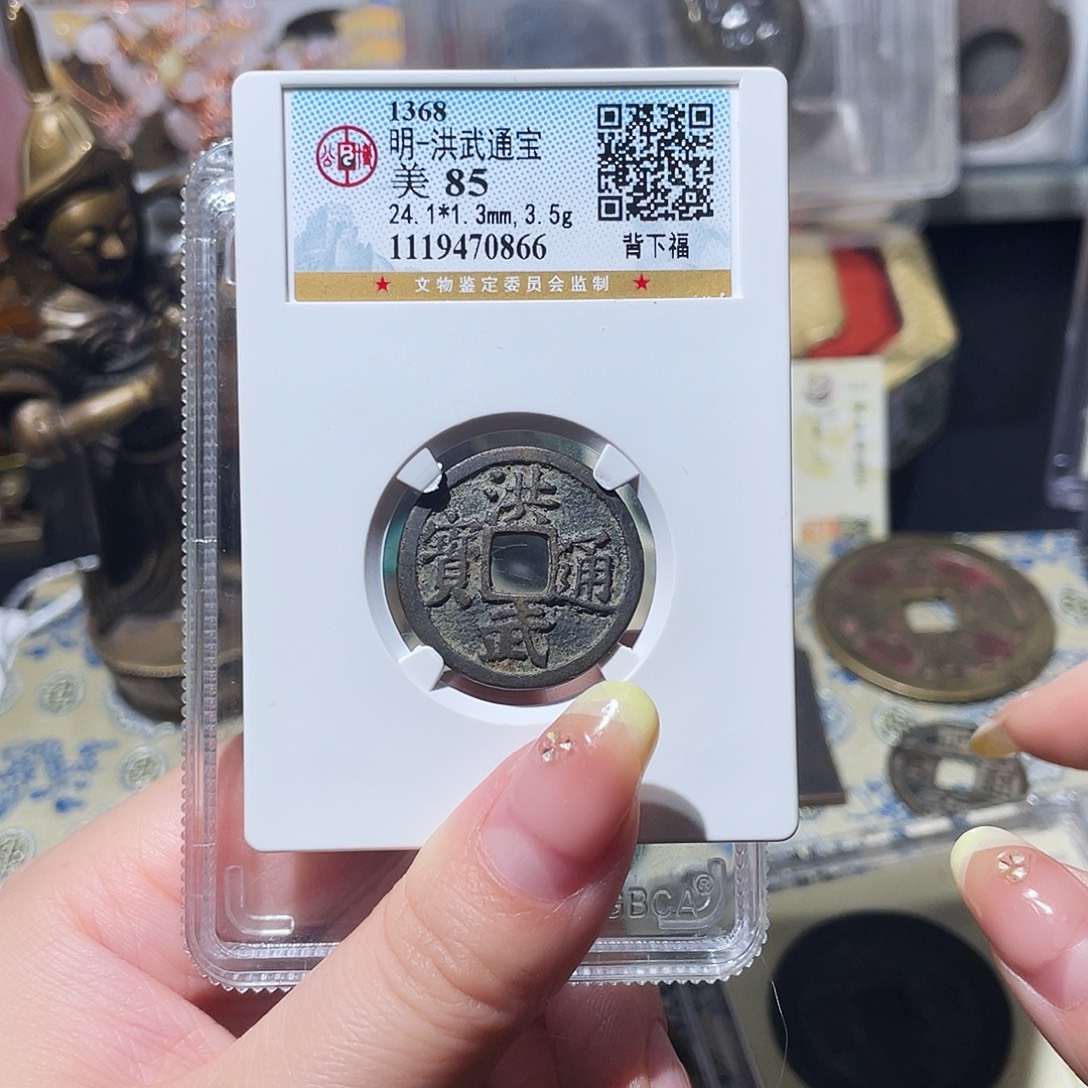 1368
明-洪武通宝
美 85
24.1*1.3mm,3.5g
1119470866
背下福
★ 文物鉴定委员会监制 ★
洪武通寶
GBCA®